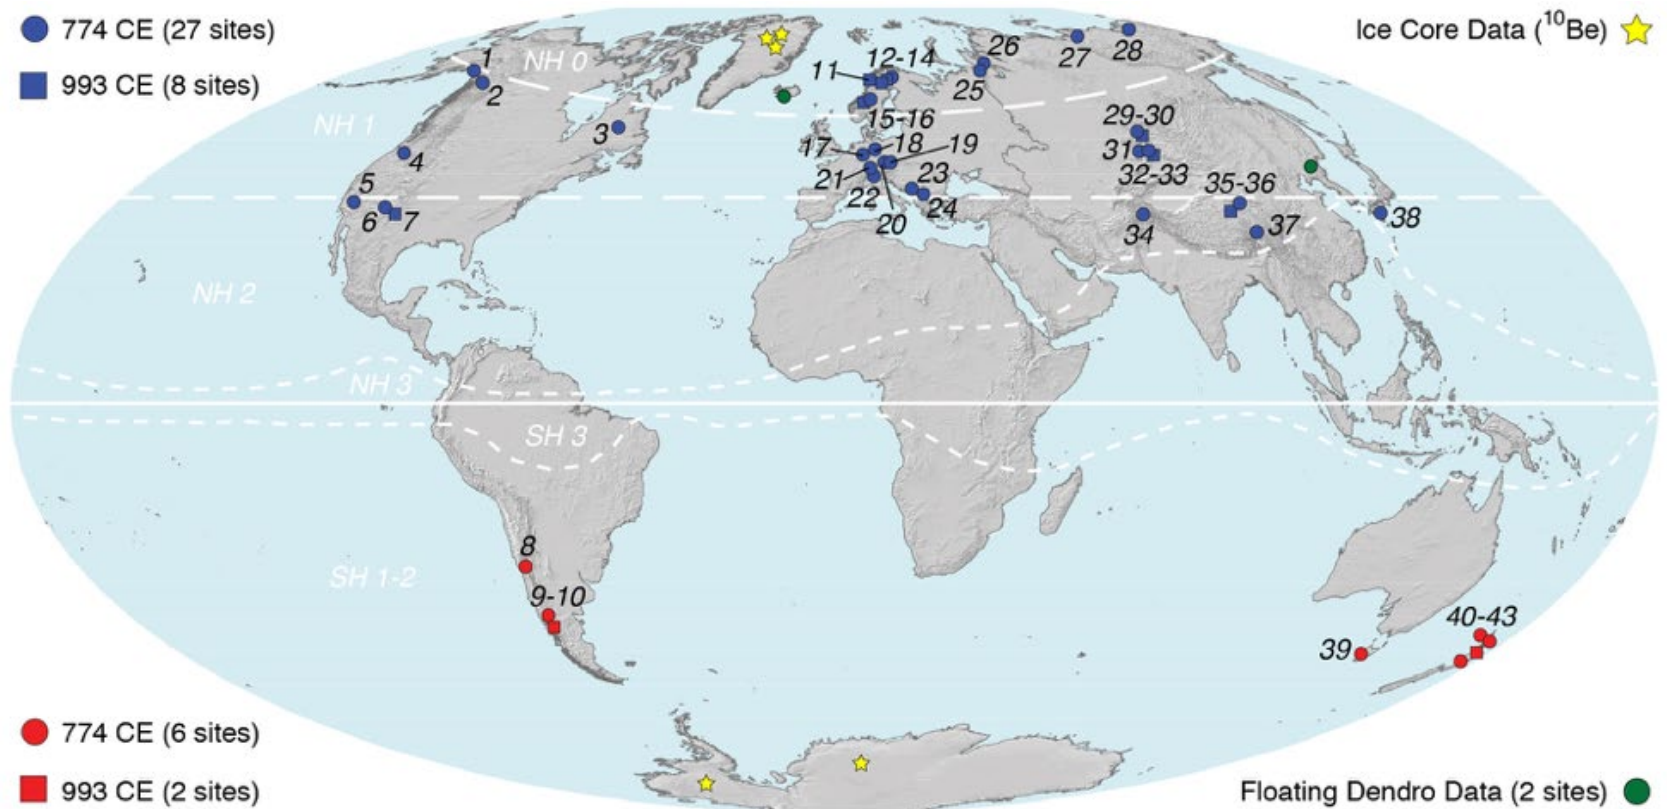 774 CE (27 sites)
993 CE (8 sites)
Ice Core Data (¹⁰Be)
1
2
NH 0
11
12-14
26
25
27
28
NH 1
3
4
15-16
29-30
17
18
19
31
32-33
5
6
7
21
22
20
23
24
35-36
34
37
38
NH 2
NH 3
SH 3
8
SH 1-2
9-10
39
40-43
774 CE (6 sites)
993 CE (2 sites)
Floating Dendro Data (2 sites)